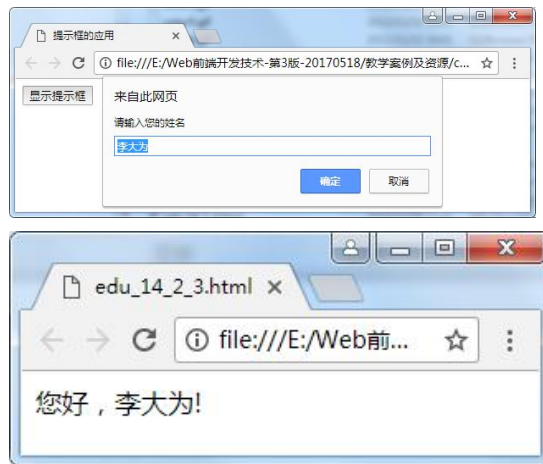 提示框的应用
file:///E:/Web前端开发技术-第3版-20170518/教学案例及资源/c...
显示提示框
来自此网页
请输入您的姓名
李大为
确定 取消
edu_14_2_3.html
file:///E:/Web前...
您好，李大为!